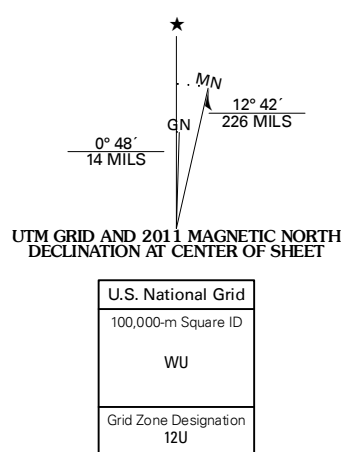 ★
MN
GN
12° 42´
226 MILS
0° 48´
14 MILS
UTM GRID AND 2011 MAGNETIC NORTH
DECLINATION AT CENTER OF SHEET
U.S. National Grid
100,000-m Square ID
WU
Grid Zone Designation
12U